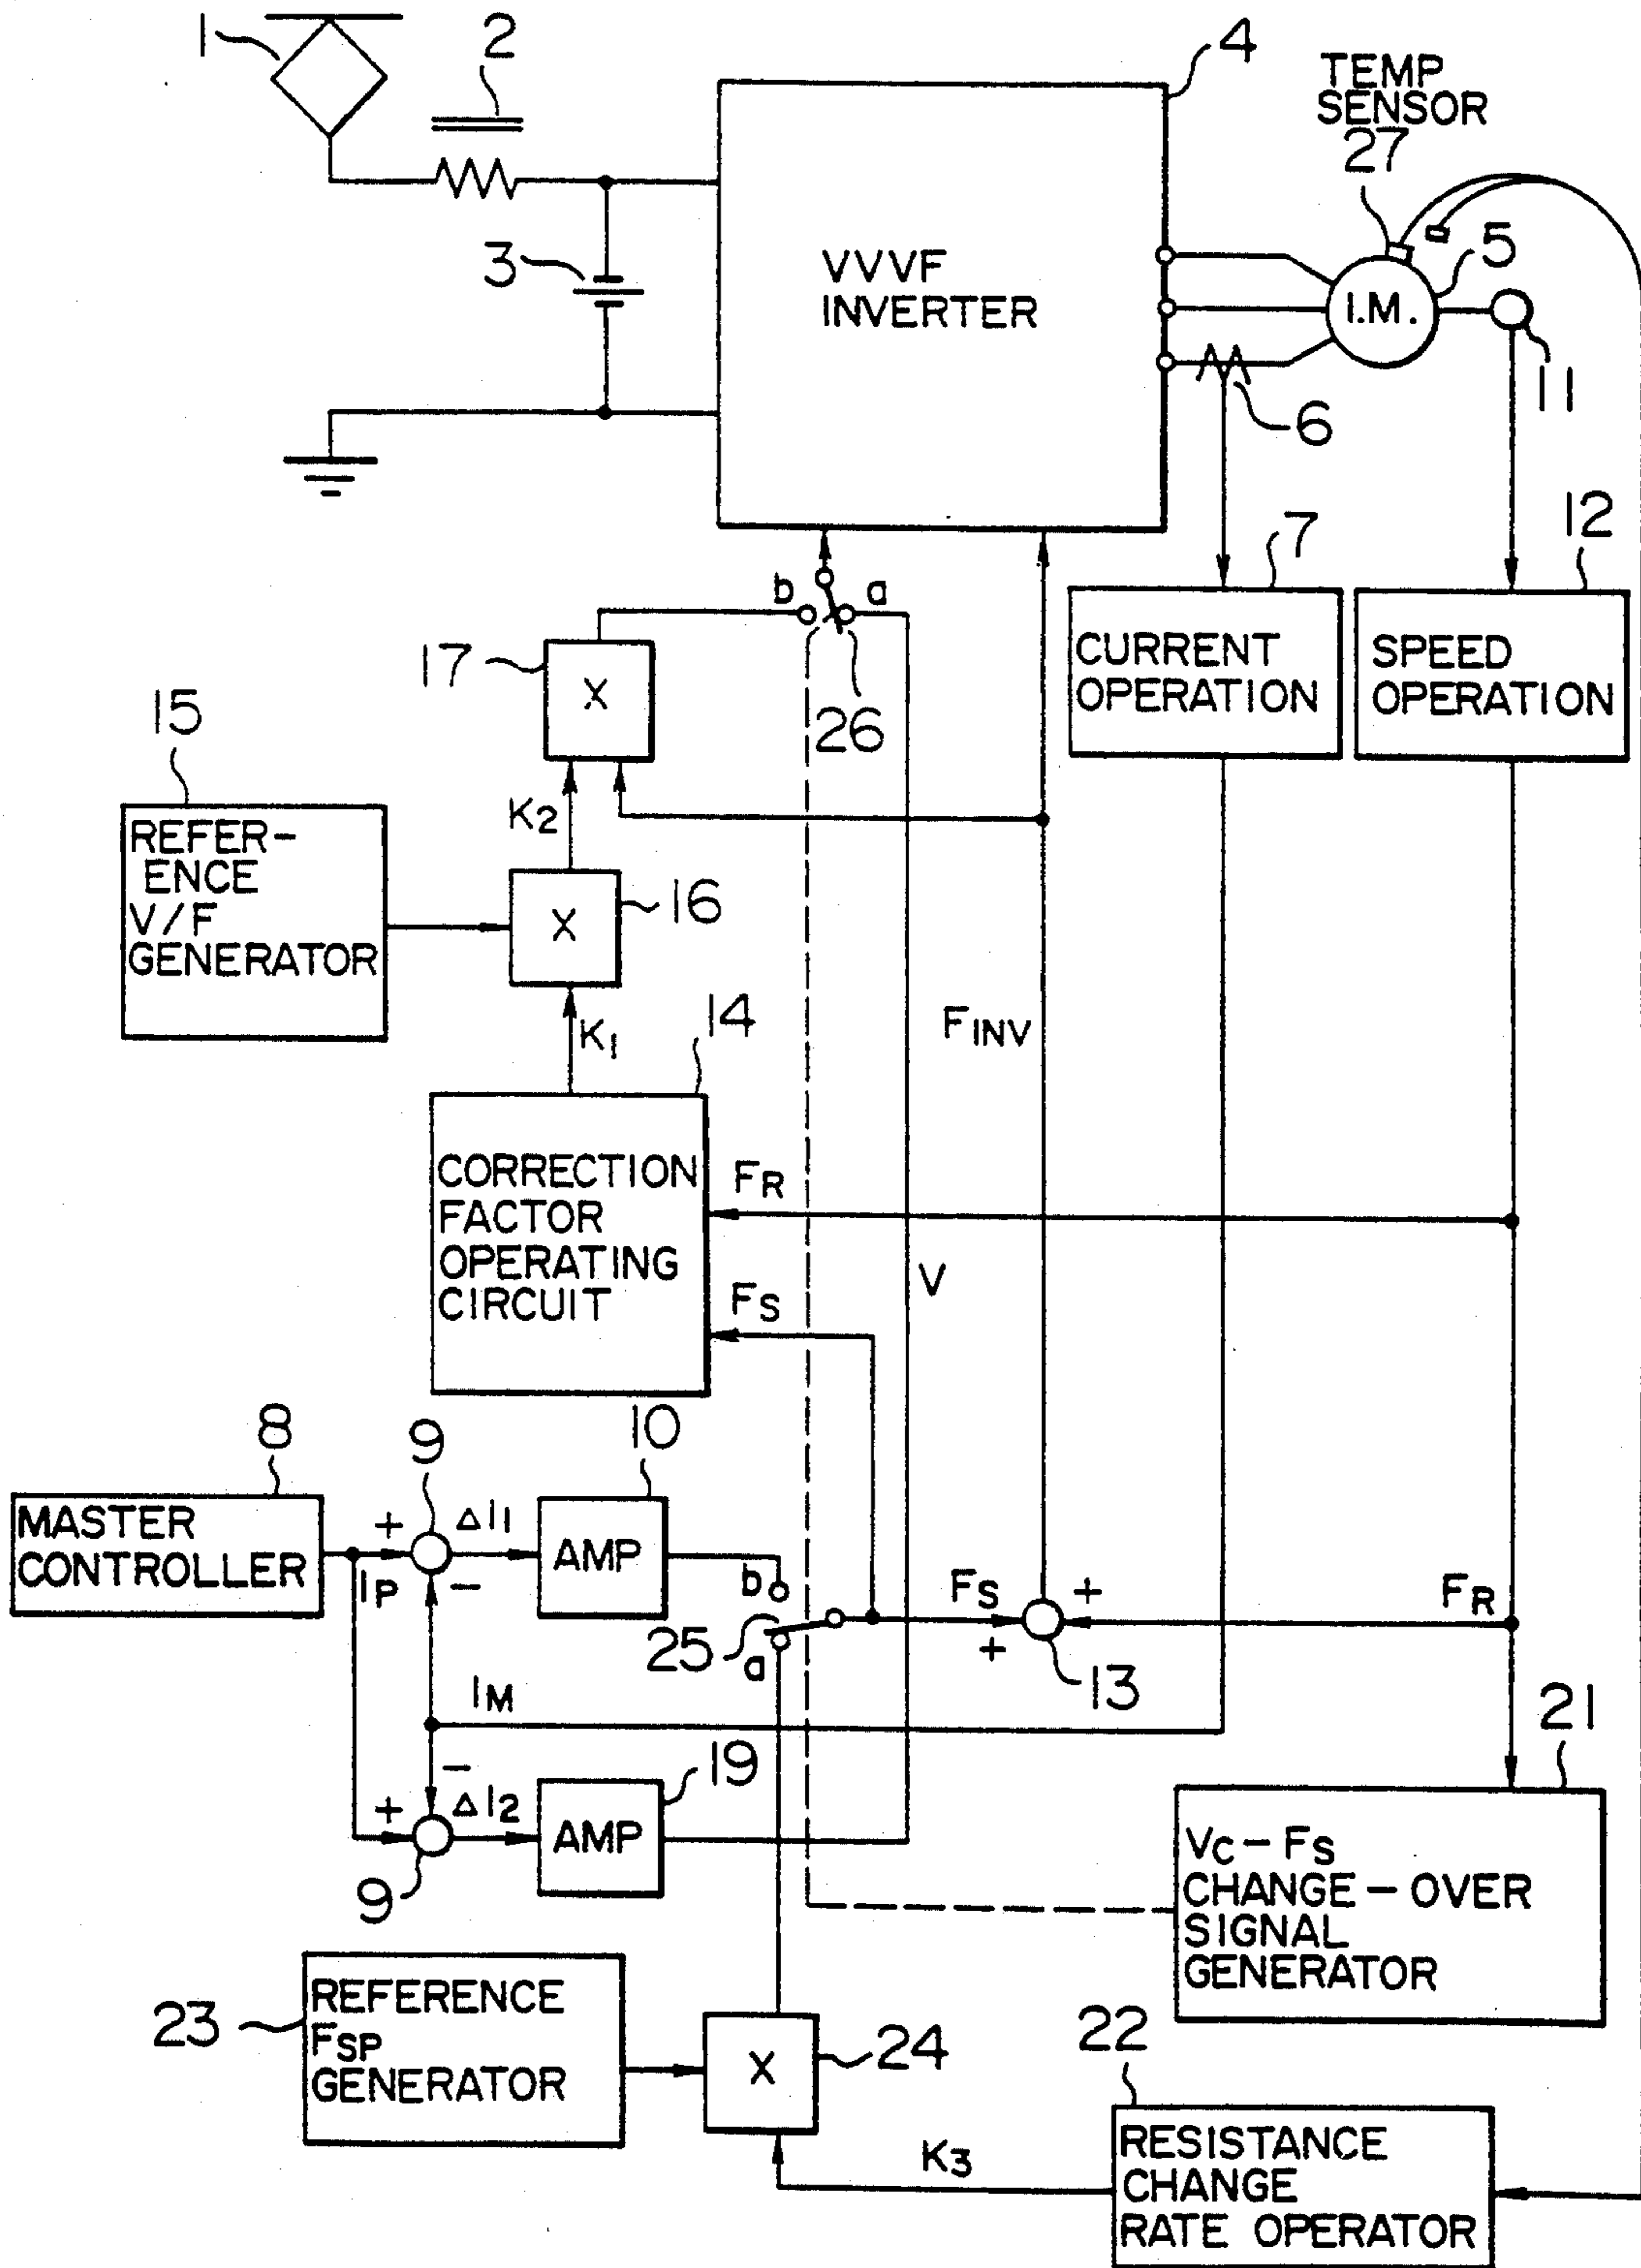 1
2
4
TEMP
SENSOR
27
3
VVVF
INVERTER
5
I.M.
11
6
7
12
b
a
CURRENT
OPERATION
SPEED
OPERATION
17
X
26
15
K2
REFER-
ENCE
V/F
GENERATOR
X
16
K1
14
FINV
CORRECTION
FACTOR
OPERATING
CIRCUIT
FR
V
FS
8
9
10
MASTER
CONTROLLER
+
ΔI1
AMP
IP
-
b
25
a
FS
+
+
13
FR
IM
21
-
19
+
ΔI2
AMP
9
VC-FS
CHANGE-OVER
SIGNAL
GENERATOR
23
REFERENCE
FSP
GENERATOR
X
24
22
K3
RESISTANCE
CHANGE
RATE OPERATOR